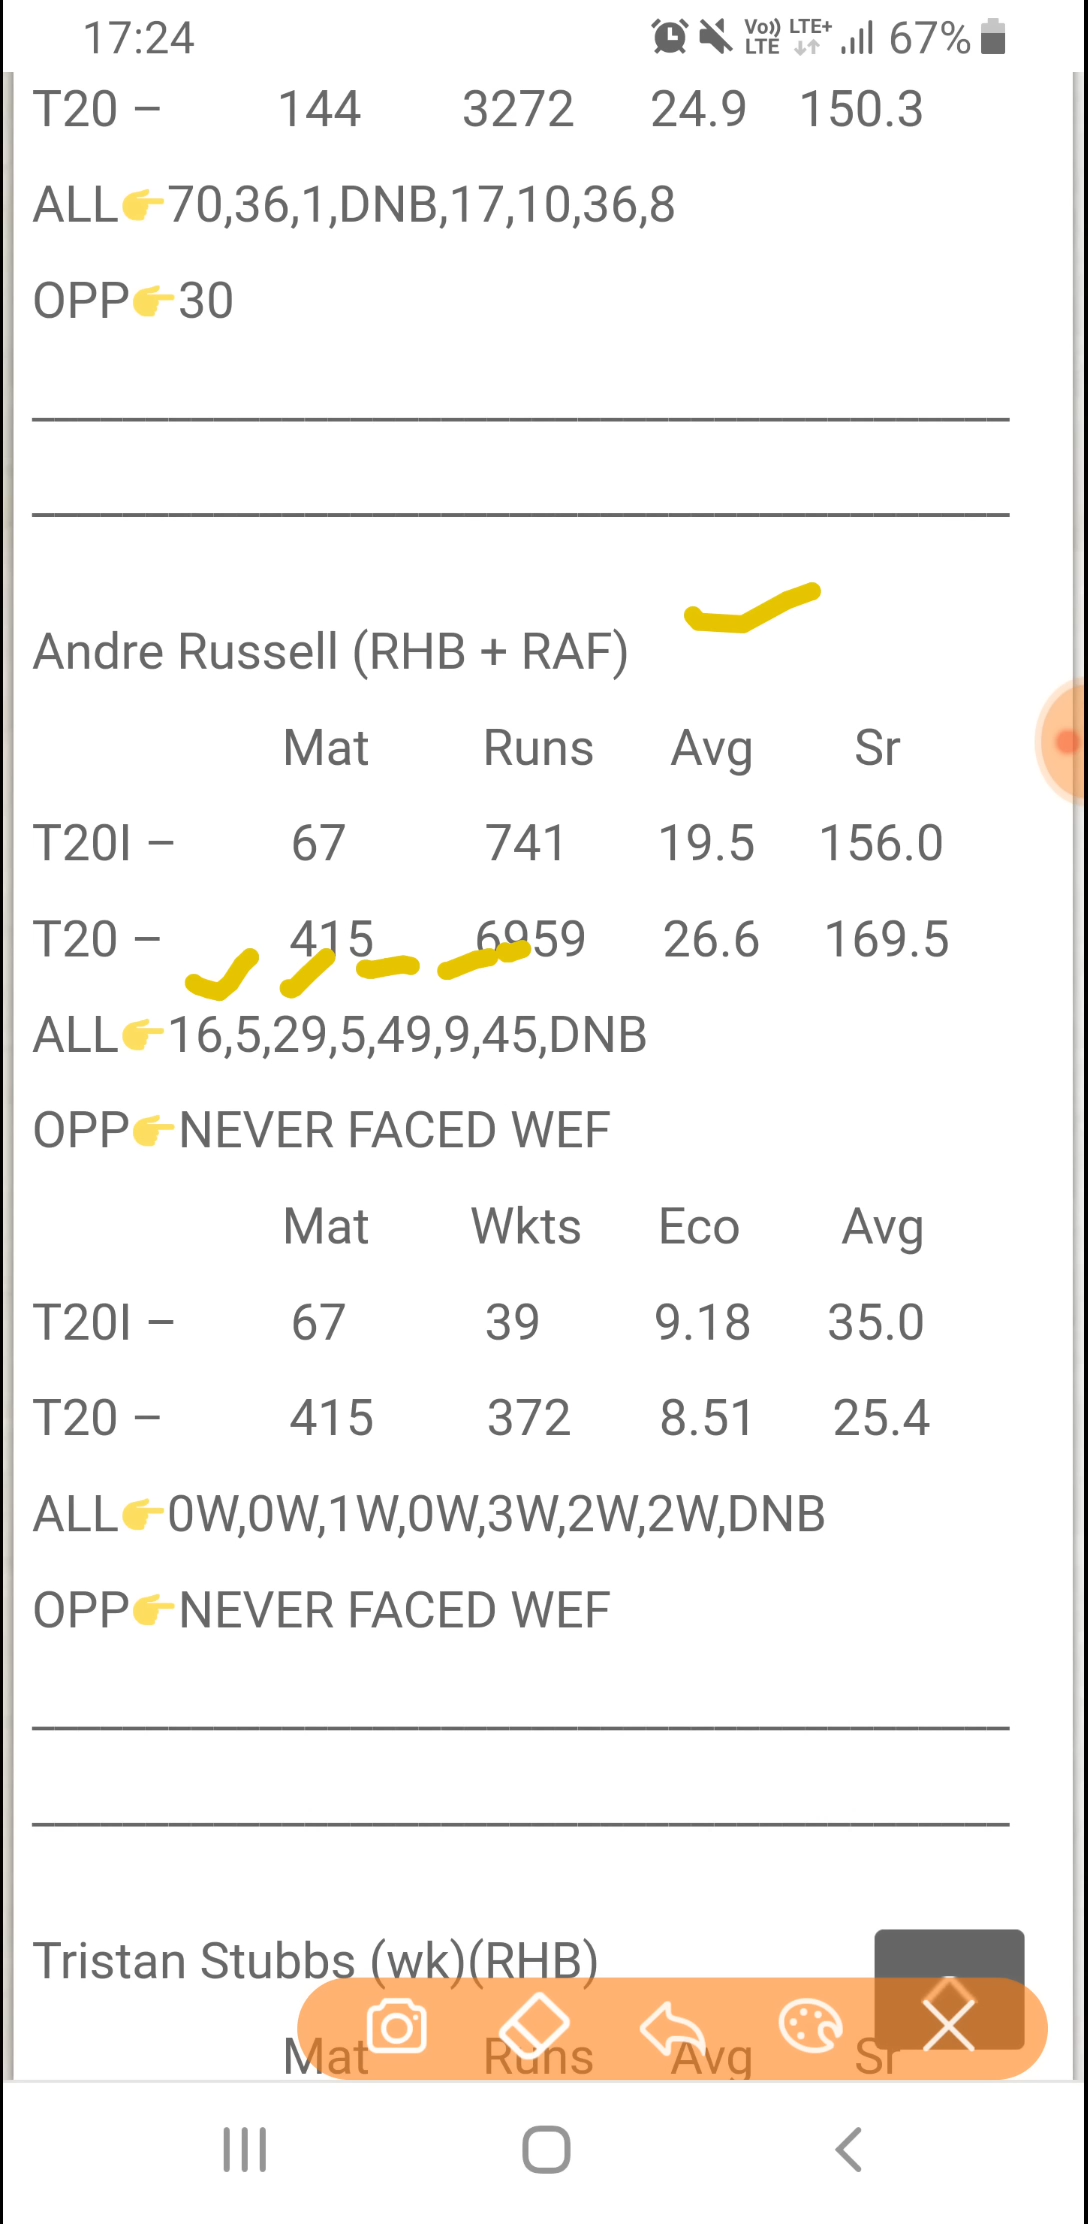 17:24 Vo)) LTE LTE+ 67%
T20 – 144 3272 24.9 150.3
ALL👉70,36,1,DNB,17,10,36,8
OPP👉30
Andre Russell (RHB + RAF)
Mat Runs Avg Sr
T20I – 67 741 19.5 156.0
T20 – 415 6959 26.6 169.5
ALL👉16,5,29,5,49,9,45,DNB
OPP👉NEVER FACED WEF
Mat Wkts Eco Avg
T20I – 67 39 9.18 35.0
T20 – 415 372 8.51 25.4
ALL👉0W,0W,1W,0W,3W,2W,2W,DNB
OPP👉NEVER FACED WEF
Tristan Stubbs (wk)(RHB)
Mat Runs Avg Sr